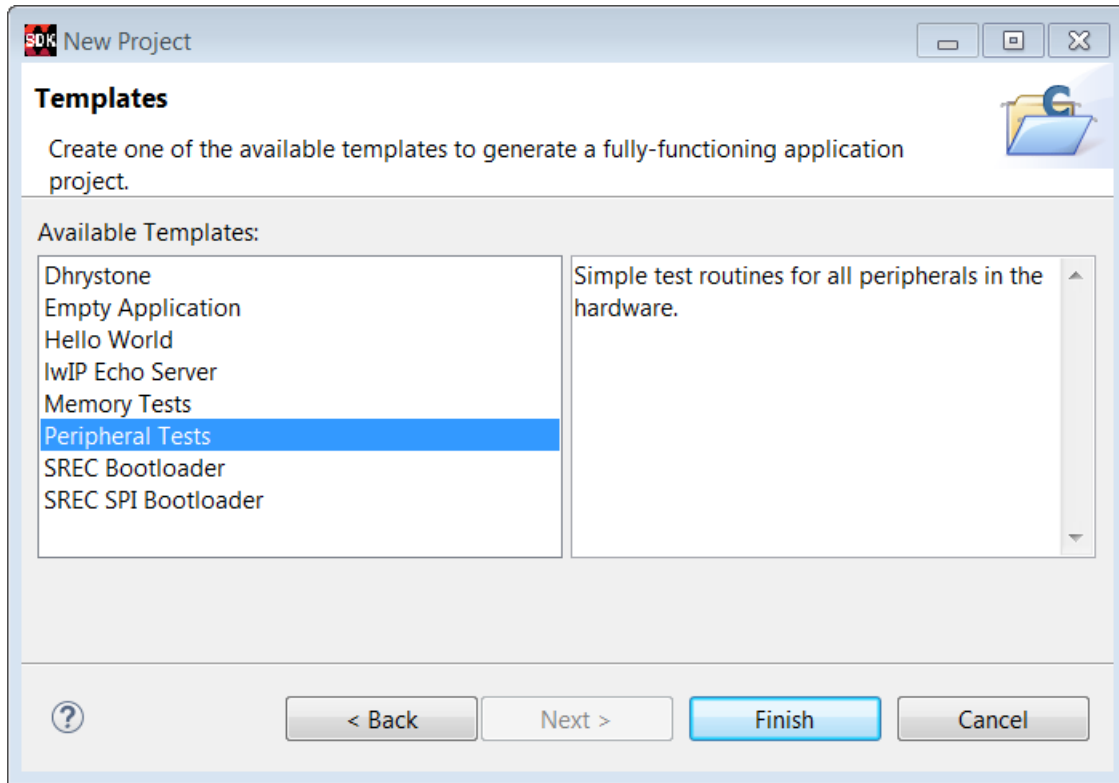 SDK New Project
Templates
Create one of the available templates to generate a fully-functioning application
project.
Available Templates:
Dhrystone
Empty Application
Hello World
lwIP Echo Server
Memory Tests
Peripheral Tests
SREC Bootloader
SREC SPI Bootloader
Simple test routines for all peripherals in the
hardware.
? < Back Next > Finish Cancel